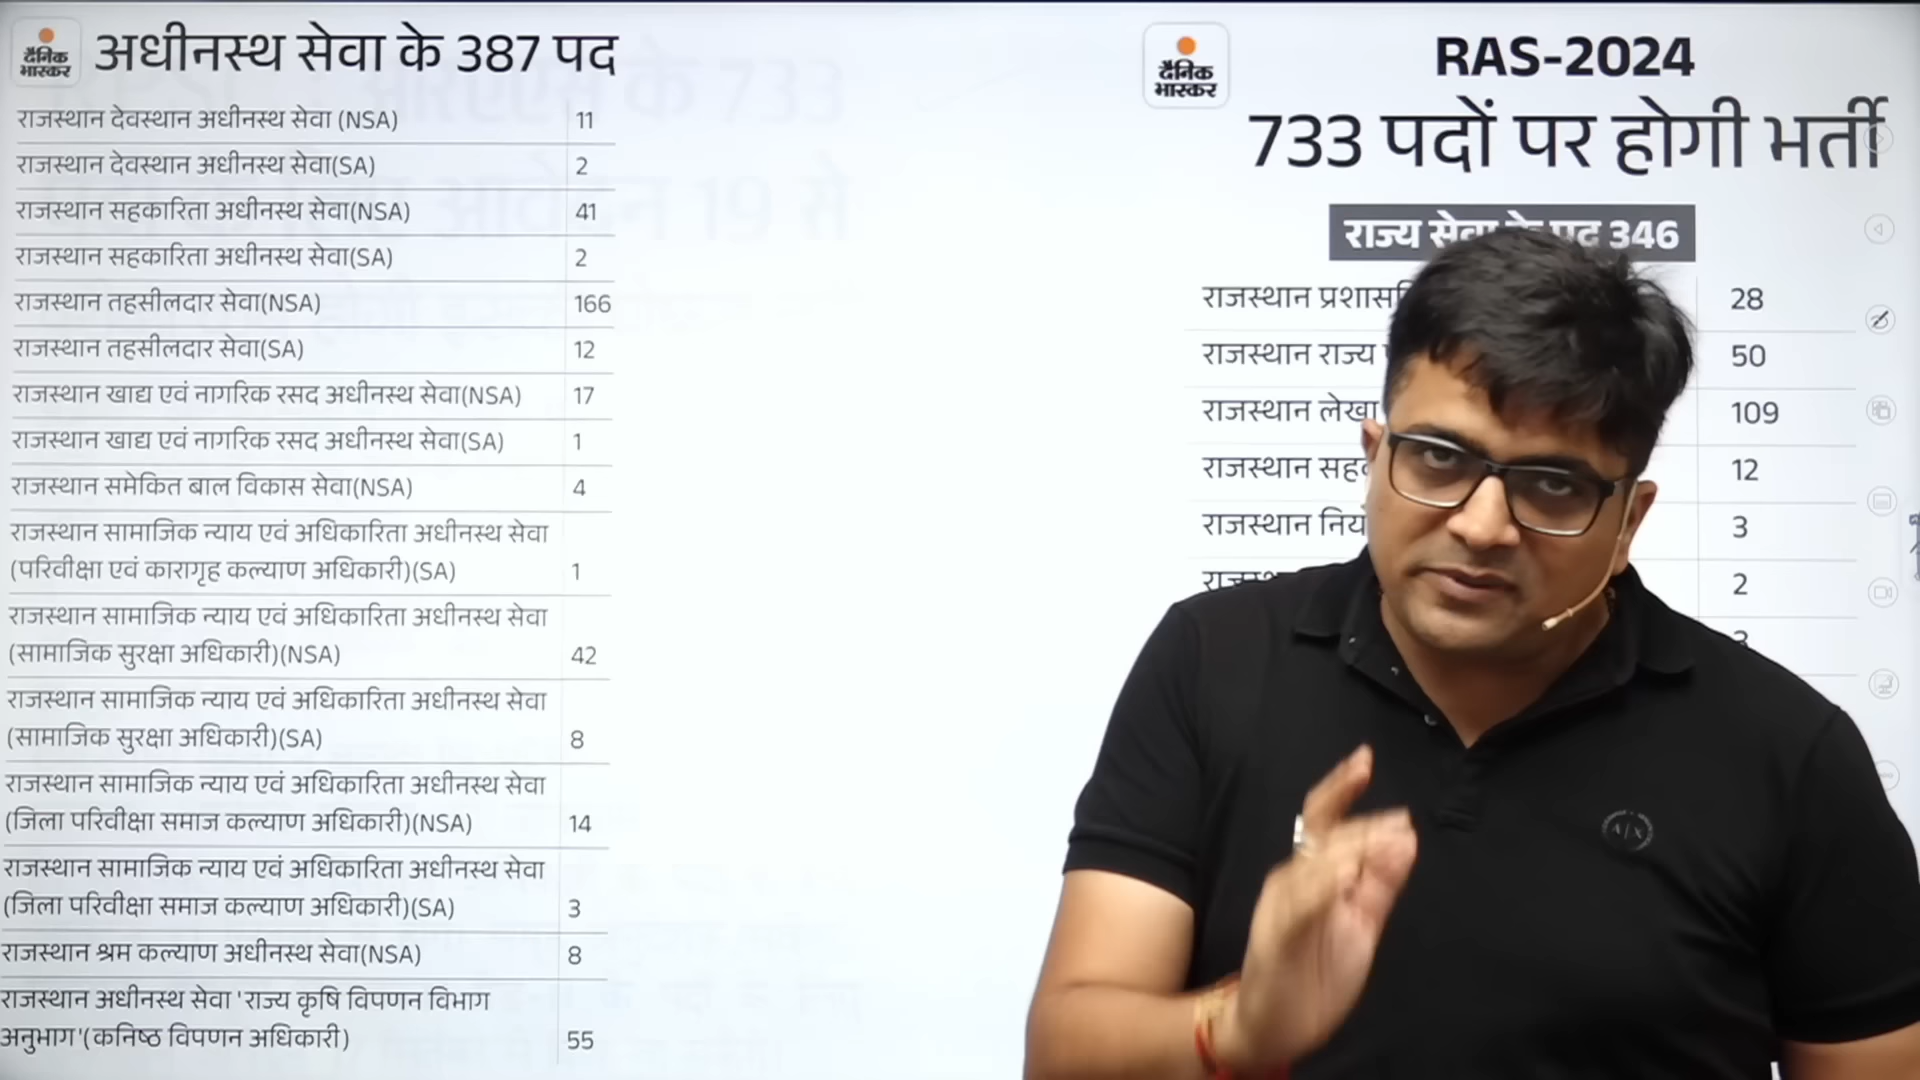 दैनिक
भास्कर
अधीनस्थ सेवा के 387 पद
राजस्थान देवस्थान अधीनस्थ सेवा (NSA) 11
राजस्थान देवस्थान अधीनस्थ सेवा(SA) 2
राजस्थान सहकारिता अधीनस्थ सेवा(NSA) 41
राजस्थान सहकारिता अधीनस्थ सेवा(SA) 2
राजस्थान तहसीलदार सेवा(NSA) 166
राजस्थान तहसीलदार सेवा(SA) 12
राजस्थान खाद्य एवं नागरिक रसद अधीनस्थ सेवा(NSA) 17
राजस्थान खाद्य एवं नागरिक रसद अधीनस्थ सेवा(SA) 1
राजस्थान समेकित बाल विकास सेवा(NSA) 4
राजस्थान सामाजिक न्याय एवं अधिकारिता अधीनस्थ सेवा
(परिवीक्षा एवं कारागृह कल्याण अधिकारी)(SA) 1
राजस्थान सामाजिक न्याय एवं अधिकारिता अधीनस्थ सेवा
(सामाजिक सुरक्षा अधिकारी)(NSA) 42
राजस्थान सामाजिक न्याय एवं अधिकारिता अधीनस्थ सेवा
(सामाजिक सुरक्षा अधिकारी)(SA) 8
राजस्थान सामाजिक न्याय एवं अधिकारिता अधीनस्थ सेवा
(जिला परिवीक्षा समाज कल्याण अधिकारी)(NSA) 14
राजस्थान सामाजिक न्याय एवं अधिकारिता अधीनस्थ सेवा
(जिला परिवीक्षा समाज कल्याण अधिकारी)(SA) 3
राजस्थान श्रम कल्याण अधीनस्थ सेवा(NSA) 8
राजस्थान अधीनस्थ सेवा 'राज्य कृषि विपणन विभाग
अनुभाग'(कनिष्ठ विपणन अधिकारी) 55
दैनिक
भास्कर
RAS-2024
733 पदों पर होगी भर्ती
राज्य सेवा के पद 346
राजस्थान 28
राजस्थान राज्य 50
राजस्थान लेखा 109
राजस्थान 12
राजस्थान 3
2